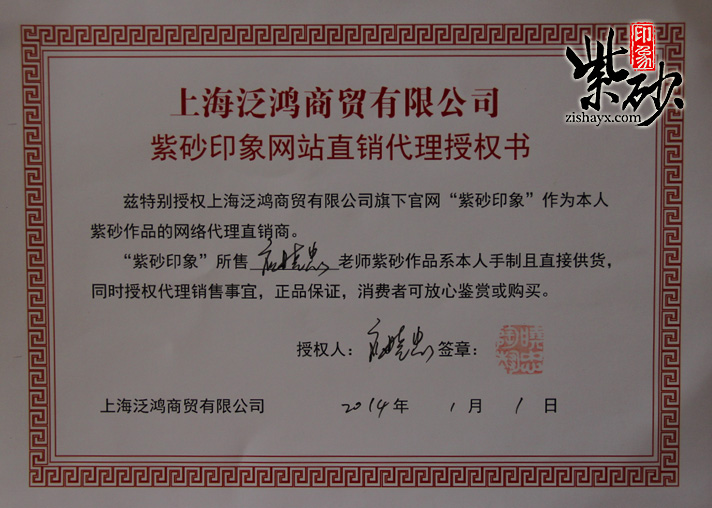 印象
紫砂
zishayx.com
上海泛鸿商贸有限公司
紫砂印象网站直销代理授权书
兹特别授权上海泛鸿商贸有限公司旗下官网“紫砂印象”作为本人
紫砂作品的网络代理直销商。
“紫砂印象”所售 老师紫砂作品系本人手制且直接供货,
同时授权代理销售事宜，正品保证，消费者可放心鉴赏或购买。
授权人： 签章：
上海泛鸿商贸有限公司 2014年 1月 1日